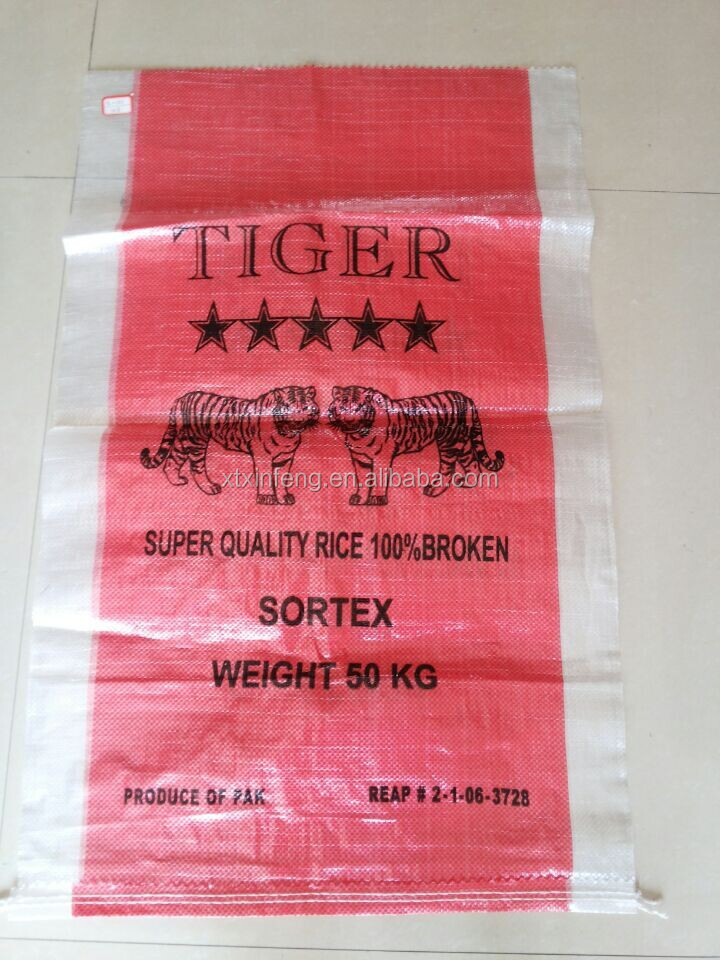 TIGER
xtxinfeng.en.alibaba.com
SUPER QUALITY RICE 100%BROKEN
SORTEX
WEIGHT 50 KG
PRODUCE OF PAK REAP # 2-1-06-3728